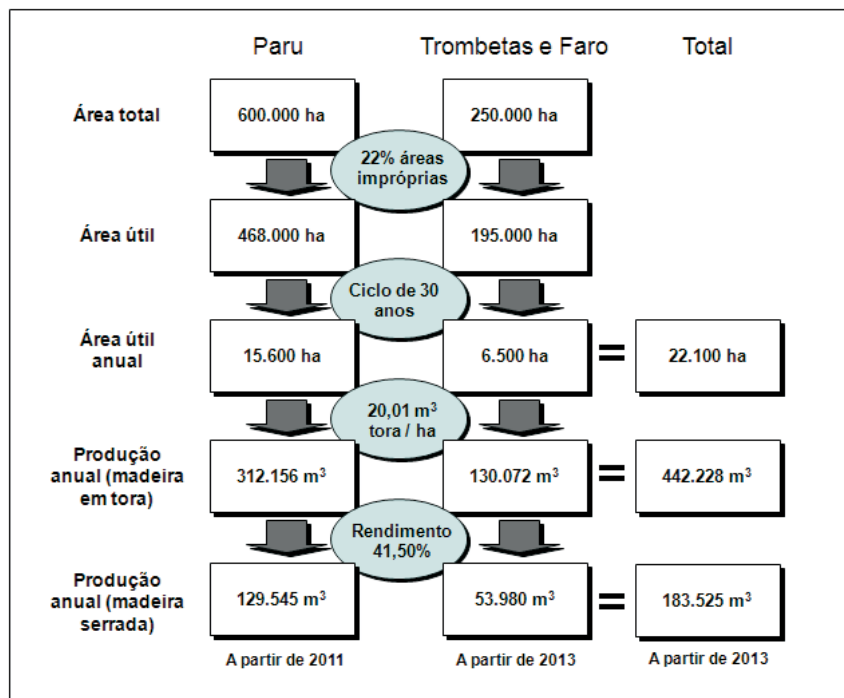 Paru
Trombetas e Faro
Total
Área total
600.000 ha
250.000 ha
22% áreas
impróprias
Área útil
468.000 ha
195.000 ha
Ciclo de 30
anos
Área útil
anual
15.600 ha
6.500 ha
=
22.100 ha
20,01 m³
tora / ha
Produção
anual (madeira
em tora)
312.156 m³
130.072 m³
=
442.228 m³
Rendimento
41,50%
Produção
anual (madeira
serrada)
129.545 m³
53.980 m³
=
183.525 m³
A partir de 2011
A partir de 2013
A partir de 2013